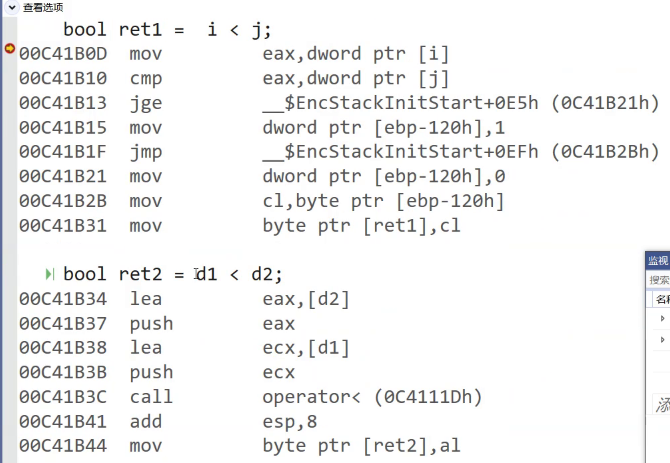 查看选项
bool ret1 =  i < j;
00C41B0D  mov         eax,dword ptr [i]
00C41B10  cmp         eax,dword ptr [j]
00C41B13  jge         __$EncStackInitStart+0E5h (0C41B21h)
00C41B15  mov         dword ptr [ebp-120h],1
00C41B1F  jmp         __$EncStackInitStart+0EFh (0C41B2Bh)
00C41B21  mov         dword ptr [ebp-120h],0
00C41B2B  mov         cl,byte ptr [ebp-120h]
00C41B31  mov         byte ptr [ret1],cl
bool ret2 = d1 < d2;
00C41B34  lea         eax,[d2]
00C41B37  push        eax
00C41B38  lea         ecx,[d1]
00C41B3B  push        ecx
00C41B3C  call        operator< (0C4111Dh)
00C41B41  add         esp,8
00C41B44  mov         byte ptr [ret2],al
监视
搜索